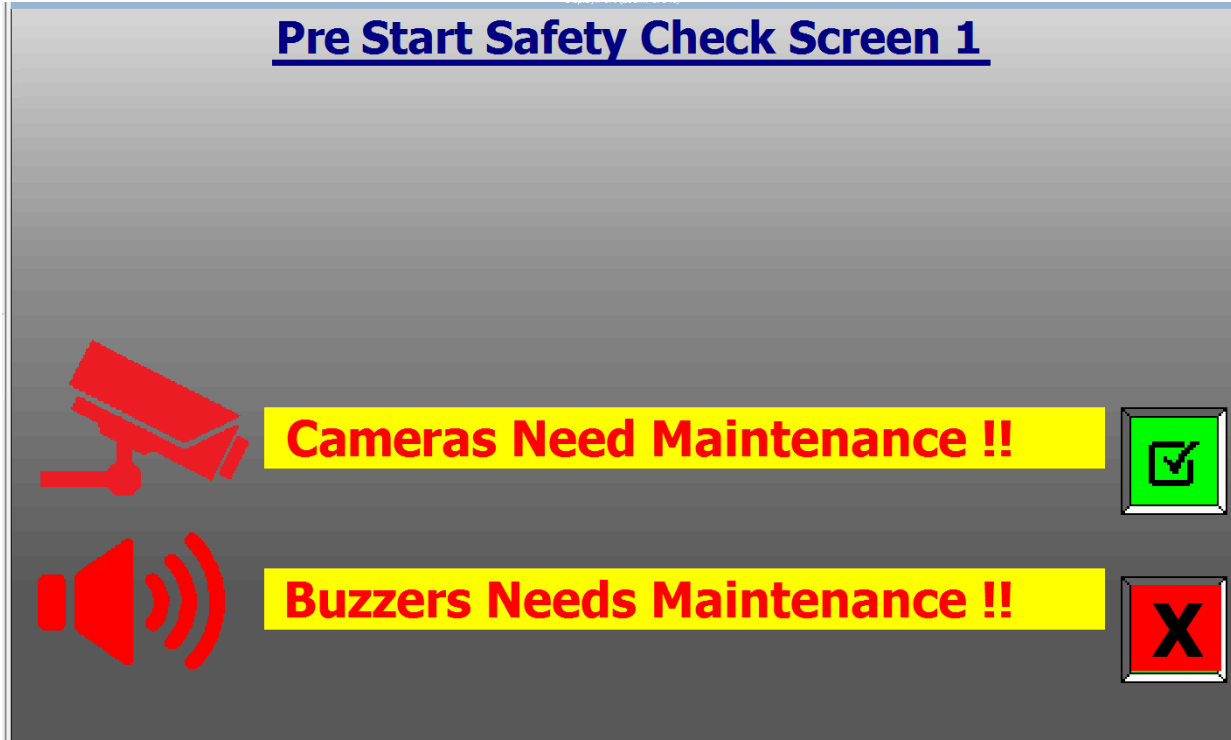 Pre Start Safety Check Screen 1
Cameras Need Maintenance !!
Buzzers Needs Maintenance !!
X